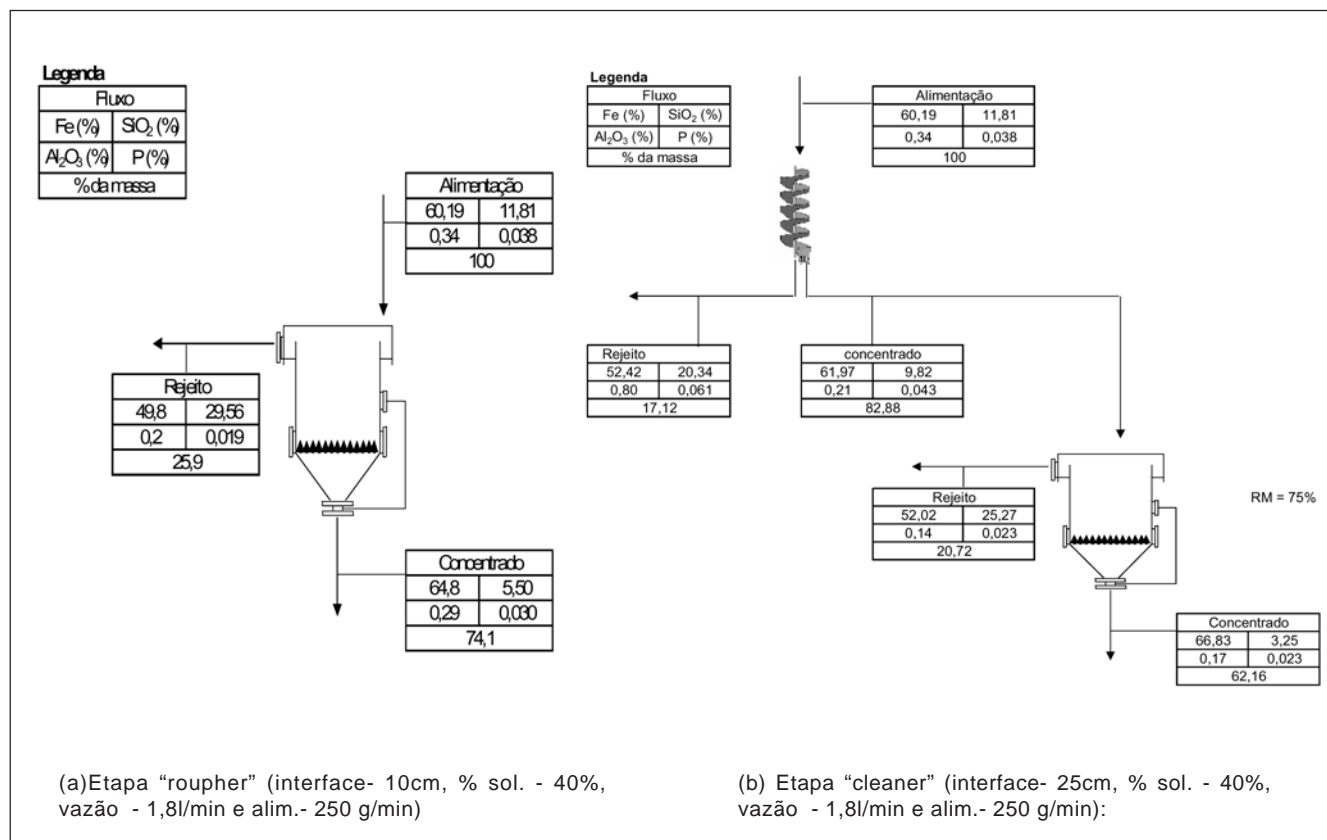 Legenda
Fluxo
Fe (%) SiO₂ (%)
Al₂O₃ (%) P (%)
% da massa
Alimentação
60,19 11,81
0,34 0,038
100
Rejeito
49,8 29,56
0,2 0,019
25,9
Concentrado
64,8 5,50
0,29 0,030
74,1
(a)Etapa “roupher” (interface- 10cm, % sol. - 40%,
vazão - 1,8l/min e alim.- 250 g/min)
Legenda
Fluxo
Fe (%) SiO₂ (%)
Al₂O₃ (%) P (%)
% da massa
Alimentação
60,19 11,81
0,34 0,038
100
Rejeito
52,42 20,34
0,80 0,061
17,12
concentrado
61,97 9,82
0,21 0,043
82,88
Rejeito
52,02 25,27
0,14 0,023
20,72
RM = 75%
Concentrado
66,83 3,25
0,17 0,023
62,16
(b) Etapa “cleaner” (interface- 25cm, % sol. - 40%,
vazão - 1,8l/min e alim.- 250 g/min):